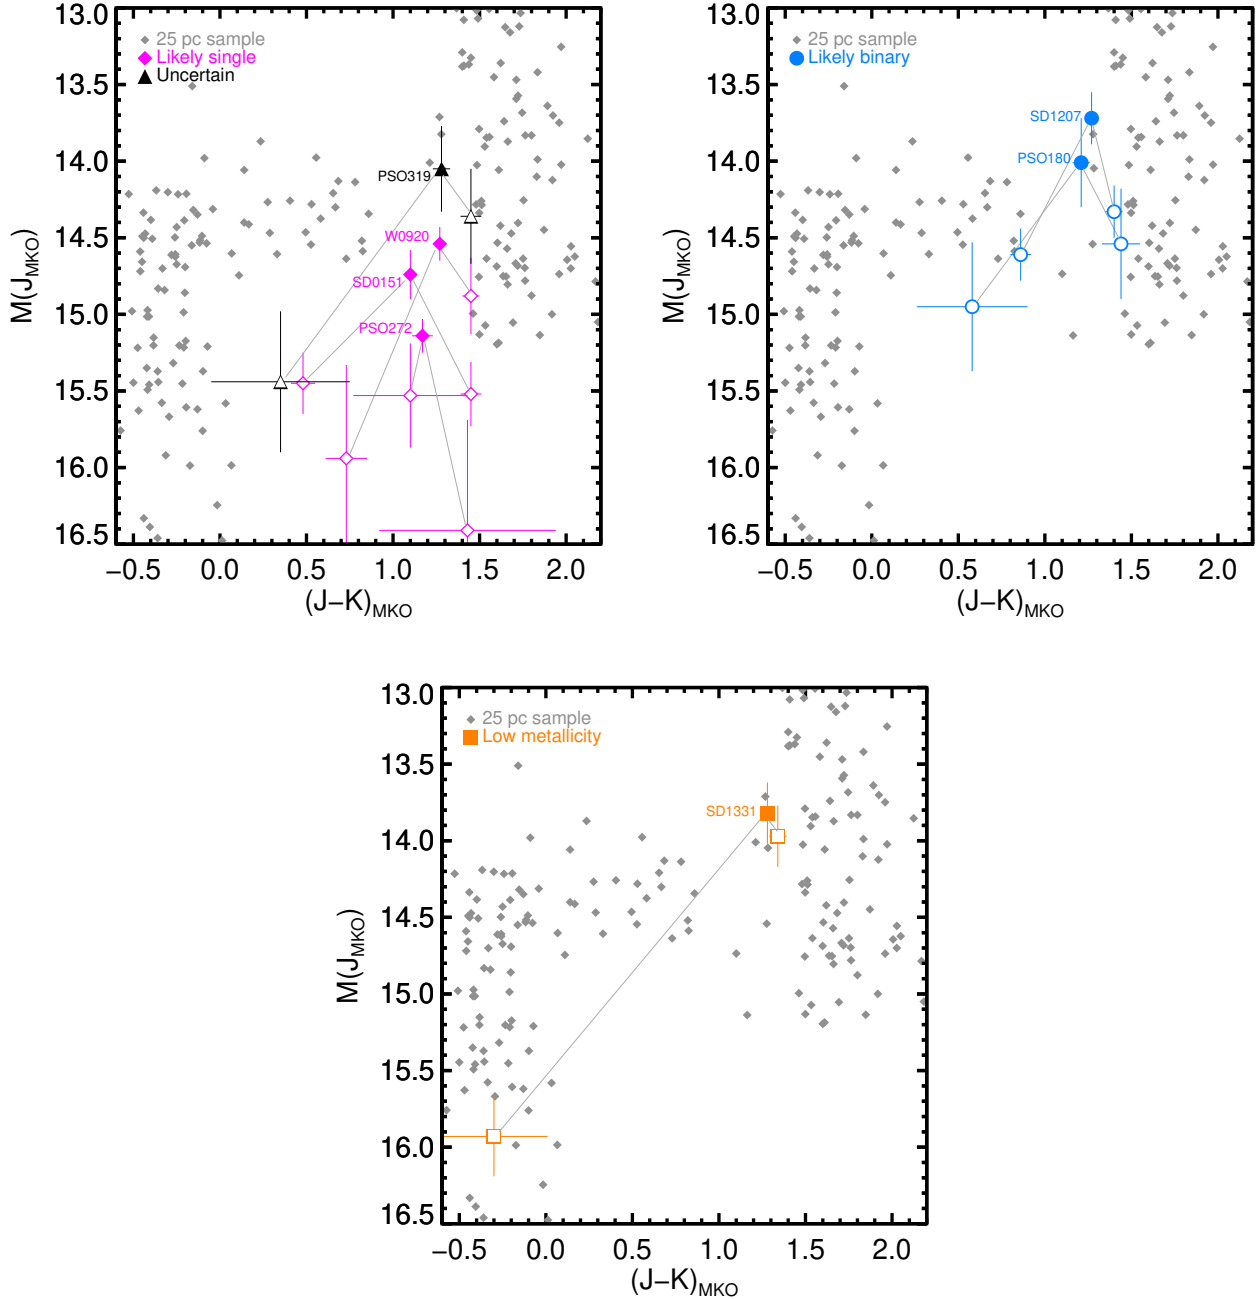 13.0
13.5
14.0
14.5
15.0
15.5
16.0
16.5
M(J_MKO)
25 pc sample
Likely single
Uncertain
PSO319
W0920
SD0151
PSO272
−0.5 0.0 0.5 1.0 1.5 2.0
(J−K)_MKO
13.0
13.5
14.0
14.5
15.0
15.5
16.0
16.5
M(J_MKO)
25 pc sample
Likely binary
SD1207
PSO180
−0.5 0.0 0.5 1.0 1.5 2.0
(J−K)_MKO
13.0
13.5
14.0
14.5
15.0
15.5
16.0
16.5
M(J_MKO)
25 pc sample
Low metallicity
SD1331
−0.5 0.0 0.5 1.0 1.5 2.0
(J−K)_MKO